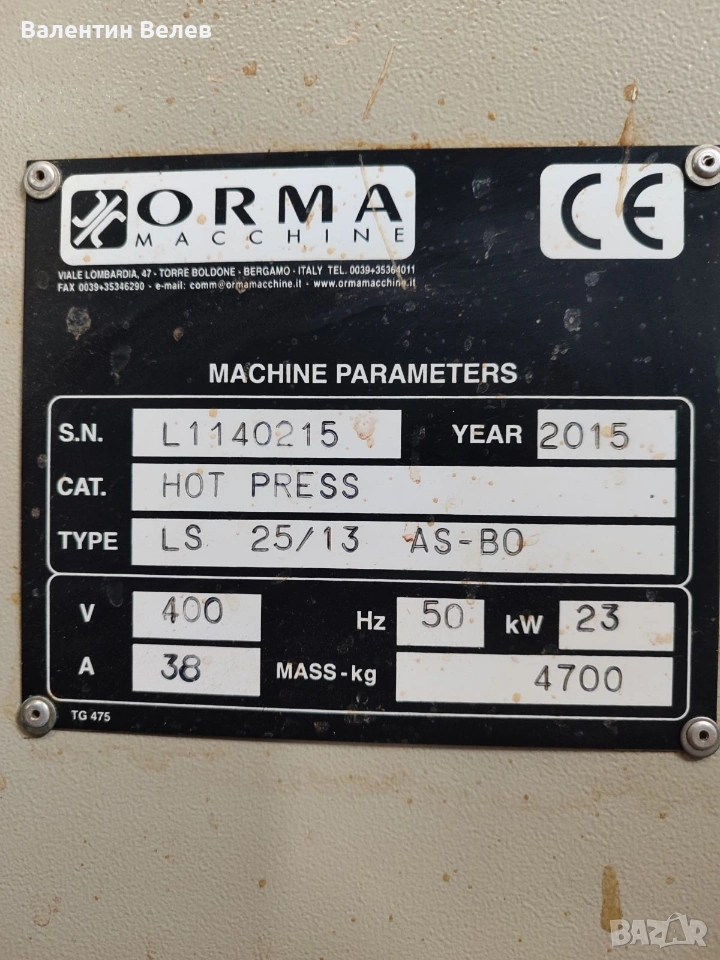 Валентин Велев
ORMA
MACCHINE
CE
VIALE LOMBARDIA, 47 - TORRE BOLDONE - BERGAMO - ITALY TEL. 0039+35364011
FAX 0039+35346290 - e-mail: comm@ormamacchine.it - www.ormamacchine.it
MACHINE PARAMETERS
S.N. L1140215 YEAR 2015
CAT. HOT PRESS
TYPE LS 25/13 AS-BO
V 400 Hz 50 kW 23
A 38 MASS-kg 4700
TG 475
BAZAR